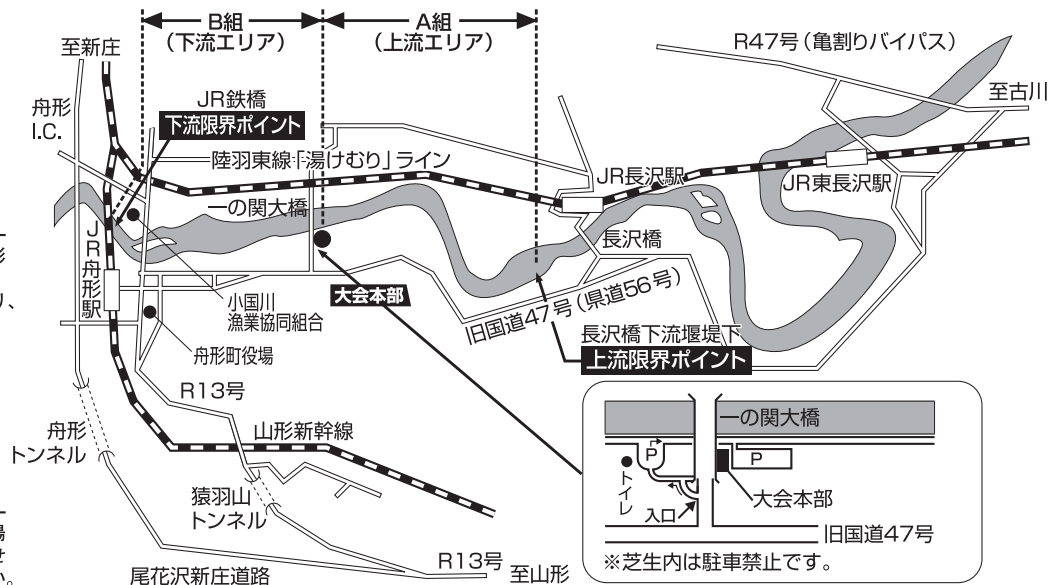 B組
（下流エリア）
A組
（上流エリア）
至新庄
R47号（亀割りバイパス）
至古川
舟形
I.C.
JR鉄橋
下流限界ポイント
陸羽東線「湯けむり」ライン
JR長沢駅
JR東長沢駅
一の関大橋
長沢橋
JR舟形駅
大会本部
旧国道47号（県道56号）
小国川
漁業協同組合
長沢橋下流堰堤下
上流限界ポイント
舟形町役場
R13号
山形新幹線
舟形
トンネル
猿羽山
トンネル
R13号
至山形
尾花沢新庄道路
一の関大橋
P
P
トイレ
大会本部
入口
旧国道47号
※芝生内は駐車禁止です。
形
り、
場
せ
い。